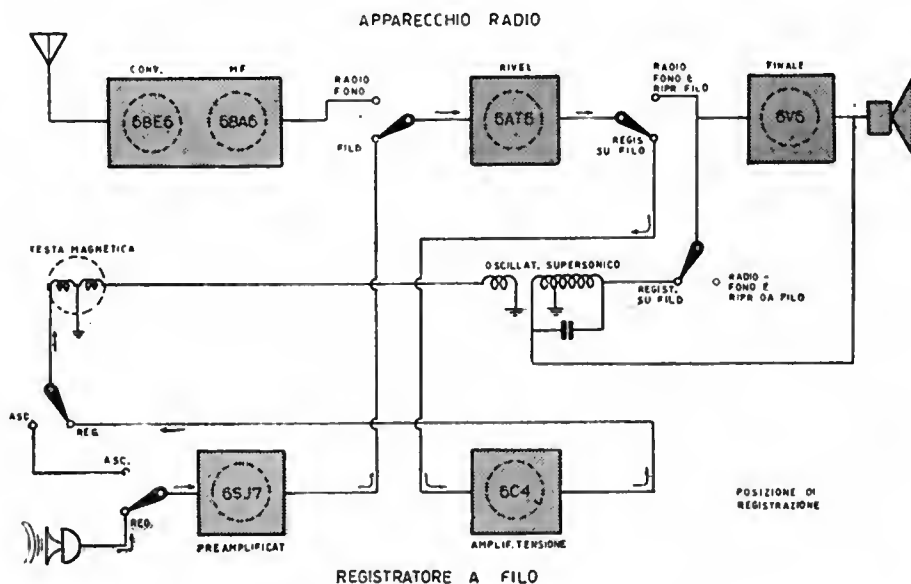 APPARECCHIO RADIO
CONV.
MF
RIVEL
FINALE
RADIO
FONO
RADIO
FONO E
RIPR FILO
6BE6
6BA6
6AT6
6V6
FILO
REGIS
SU FILO
TESTA MAGNETICA
OSCILLAT. SUPERSONICO
REGIST.
SU FILO
RADIO -
FONO E
RIPR DA FILO
ASC
REG.
ASC.
6SJ7
6C4
REG.
PREAMPLIFICAT
AMPLIF. TENSIONE
POSIZIONE DI
REGISTRAZIONE
REGISTRATORE A FILO